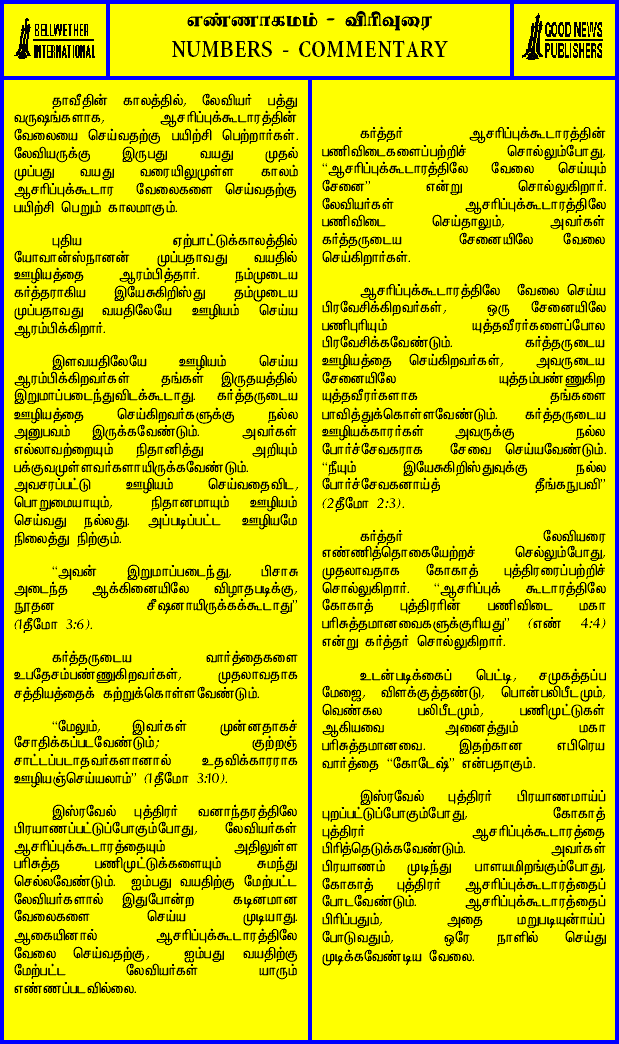 BELLWETHER
INTERNATIONAL
எண்ணாகமம் - விரிவுரை
NUMBERS - COMMENTARY
GOOD NEWS
PUBLISHERS
தாவீதின் காலத்தில், லேவியர் பத்து
வருஷங்களாக, ஆசரிப்புக்கூடாரத்தின்
வேலையை செய்வதற்கு பயிற்சி பெற்றார்கள்.
லேவியருக்கு இருபது வயது முதல்
முப்பது வயது வரையிலுமுள்ள காலம்
ஆசரிப்புக்கூடார வேலைகளை செய்வதற்கு
பயிற்சி பெறும் காலமாகும்.
புதிய ஏற்பாட்டுக்காலத்தில்
யோவான்ஸ்நானன் முப்பதாவது வயதில்
ஊழியத்தை ஆரம்பித்தார். நம்முடைய
கர்த்தராகிய இயேசுகிறிஸ்து தம்முடைய
முப்பதாவது வயதிலேயே ஊழியம் செய்ய
ஆரம்பிக்கிறார்.
இளவயதிலேயே ஊழியம் செய்ய
ஆரம்பிக்கிறவர்கள் தங்கள் இருதயத்தில்
இறுமாப்படைந்துவிடக்கூடாது. கர்த்தருடைய
ஊழியத்தை செய்கிறவர்களுக்கு நல்ல
அனுபவம் இருக்கவேண்டும். அவர்கள்
எல்லாவற்றையும் நிதானித்து அறியும்
பக்குவமுள்ளவர்களாயிருக்கவேண்டும்.
அவசரப்பட்டு ஊழியம் செய்வதைவிட,
பொறுமையாயும், நிதானமாயும் ஊழியம்
செய்வது நல்லது. அப்படிப்பட்ட ஊழியமே
நிலைத்து நிற்கும்.
“அவன் இறுமாப்படைந்து, பிசாசு
அடைந்த ஆக்கினையிலே விழாதபடிக்கு,
நூதன சீஷனாயிருக்கக்கூடாது”
(1தீமோ 3:6).
கர்த்தருடைய வார்த்தைகளை
உபதேசம்பண்ணுகிறவர்கள், முதலாவதாக
சத்தியத்தைக் கற்றுக்கொள்ளவேண்டும்.
“மேலும், இவர்கள் முன்னதாகச்
சோதிக்கப்படவேண்டும்; குற்றஞ்
சாட்டப்படாதவர்களானால் உதவிக்காரராக
ஊழியஞ்செய்யலாம்” (1தீமோ 3:10).
இஸ்ரவேல் புத்திரர் வனாந்தரத்திலே
பிரயாணப்பட்டுப்போகும்போது, லேவியர்கள்
ஆசரிப்புக்கூடாரத்தையும் அதிலுள்ள
பரிசுத்த பணிமுட்டுக்களையும் சுமந்து
செல்லவேண்டும். ஐம்பது வயதிற்கு மேற்பட்ட
லேவியர்களால் இதுபோன்ற கடினமான
வேலைகளை செய்ய முடியாது.
ஆகையினால் ஆசரிப்புக்கூடாரத்திலே
வேலை செய்வதற்கு, ஐம்பது வயதிற்கு
மேற்பட்ட லேவியர்கள் யாரும்
எண்ணப்படவில்லை.
கர்த்தர் ஆசரிப்புக்கூடாரத்தின்
பணிவிடைகளைப்பற்றிச் சொல்லும்போது,
“ஆசரிப்புக்கூடாரத்திலே வேலை செய்யும்
சேனை” என்று சொல்லுகிறார்.
லேவியர்கள் ஆசரிப்புக்கூடாரத்திலே
பணிவிடை செய்தாலும், அவர்கள்
கர்த்தருடைய சேனையிலே வேலை
செய்கிறார்கள்.
ஆசரிப்புக்கூடாரத்திலே வேலை செய்ய
பிரவேசிக்கிறவர்கள், ஒரு சேனையிலே
பணிபுரியும் யுத்தவீரர்களைப்போல
பிரவேசிக்கவேண்டும். கர்த்தருடைய
ஊழியத்தை செய்கிறவர்கள், அவருடைய
சேனையிலே யுத்தம்பண்ணுகிற
யுத்தவீரர்களாக தங்களை
பாவித்துக்கொள்ளவேண்டும். கர்த்தருடைய
ஊழியக்காரர்கள் அவருக்கு நல்ல
போர்ச்சேவகராக சேவை செய்யவேண்டும்.
“நீயும் இயேசுகிறிஸ்துவுக்கு நல்ல
போர்ச்சேவகனாய்த் தீங்கநுபவி”
(2தீமோ 2:3).
கர்த்தர் லேவியரை
எண்ணித்தொகையேற்றச் செல்லும்போது,
முதலாவதாக கோகாத் புத்திரரைப்பற்றிச்
சொல்லுகிறார். “ஆசரிப்புக் கூடாரத்திலே
கோகாத் புத்திரரின் பணிவிடை மகா
பரிசுத்தமானவைகளுக்குரியது” (எண் 4:4)
என்று கர்த்தர் சொல்லுகிறார்.
உடன்படிக்கைப் பெட்டி, சமுகத்தப்ப
மேஜை, விளக்குத்தண்டு, பொன்பலிபீடமும்,
வெண்கல பலிபீடமும், பணிமுட்டுகள்
ஆகியவை அனைத்தும் மகா
பரிசுத்தமானவை. இதற்கான எபிரெய
வார்த்தை “கோடேஷ்” என்பதாகும்.
இஸ்ரவேல் புத்திரர் பிரயாணமாய்ப்
புறப்பட்டுப்போகும்போது, கோகாத்
புத்திரர் ஆசரிப்புக்கூடாரத்தை
பிரித்தெடுக்கவேண்டும். அவர்கள்
பிரயாணம் முடிந்து பாளயமிறங்கும்போது,
கோகாத் புத்திரர் ஆசரிப்புக்கூடாரத்தைப்
போடவேண்டும். ஆசரிப்புக்கூடாரத்தைப்
பிரிப்பதும், அதை மறுபடியுன்ாய்ப்
போடுவதும், ஒரே நாளில் செய்து
முடிக்கவேண்டிய வேலை.